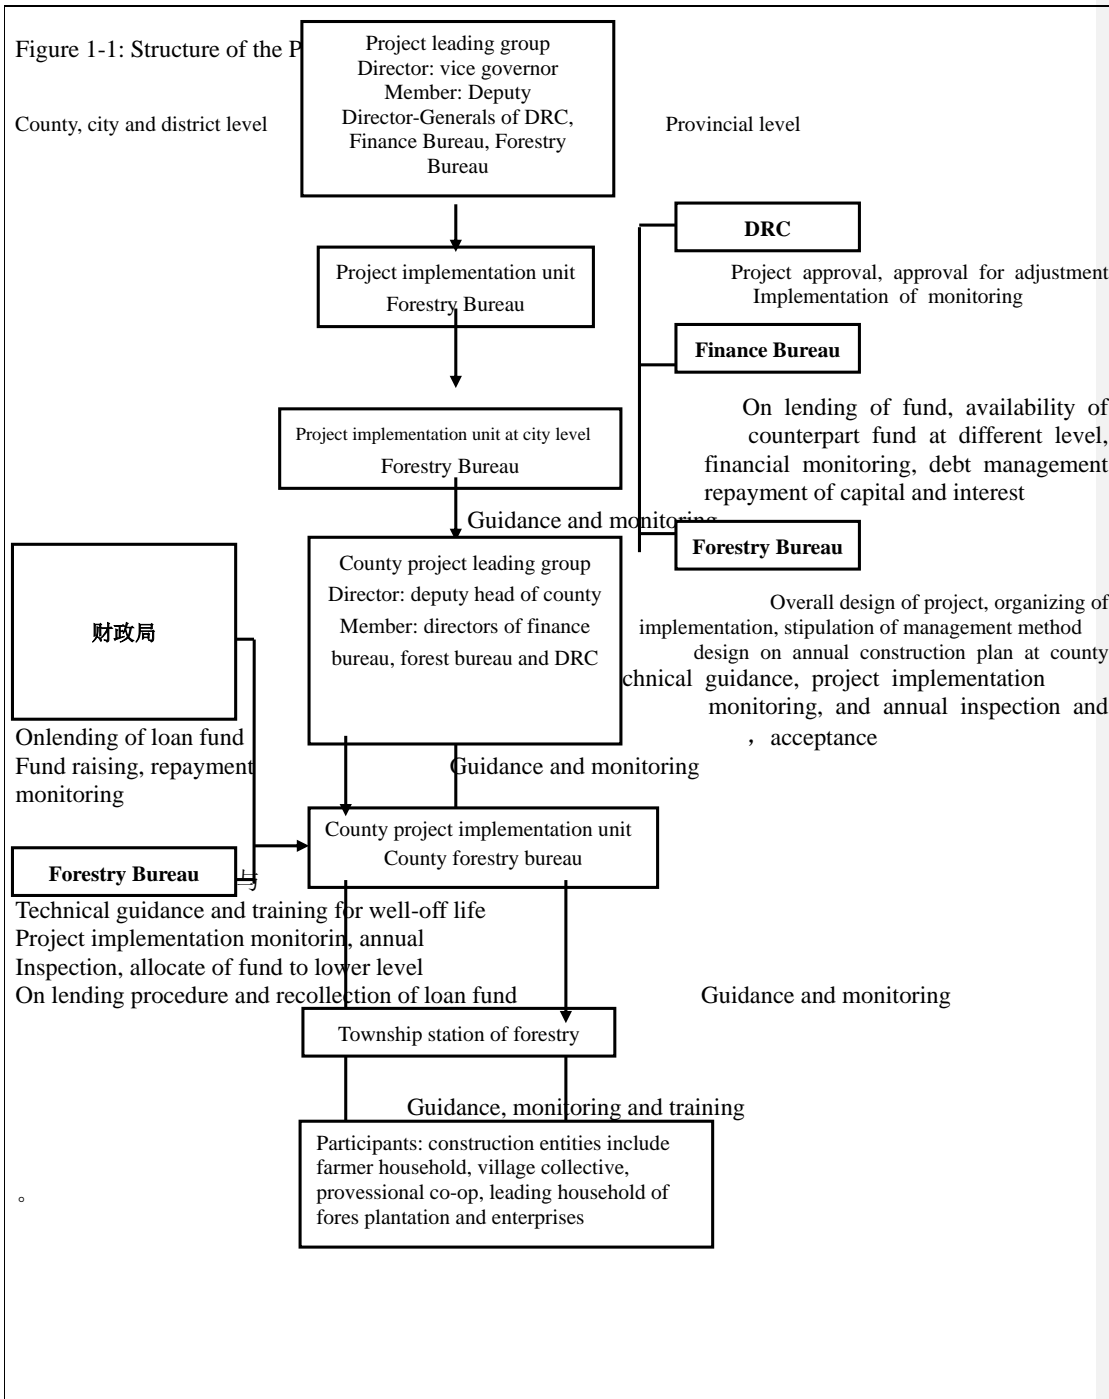 Figure 1-1: Structure of the P
Project leading group
Director: vice governor
Member: Deputy
Director-Generals of DRC,
Finance Bureau, Forestry
Bureau
County, city and district level
Provincial level
DRC
Project approval, approval for adjustment
Implementation of monitoring
Project implementation unit
Forestry Bureau
Finance Bureau
On lending of fund, availability of
counterpart fund at different level,
financial monitoring, debt management
repayment of capital and interest
Project implementation unit at city level
Forestry Bureau
Guidance and monitoring
Forestry Bureau
Overall design of project, organizing of
implementation, stipulation of management method
design on annual construction plan at county
chnical guidance, project implementation
monitoring, and annual inspection and
， acceptance
County project leading group
Director: deputy head of county
Member: directors of finance
bureau, forest bureau and DRC
财政局
Onlending of loan fund
Fund raising, repayment
monitoring
Guidance and monitoring
County project implementation unit
County forestry bureau
Forestry Bureau
与
Technical guidance and training for well-off life
Project implementation monitorin, annual
Inspection, allocate of fund to lower level
On lending procedure and recollection of loan fund
Guidance and monitoring
Township station of forestry
Guidance, monitoring and training
Participants: construction entities include
farmer household, village collective,
provessional co-op, leading household of
fores plantation and enterprises
。